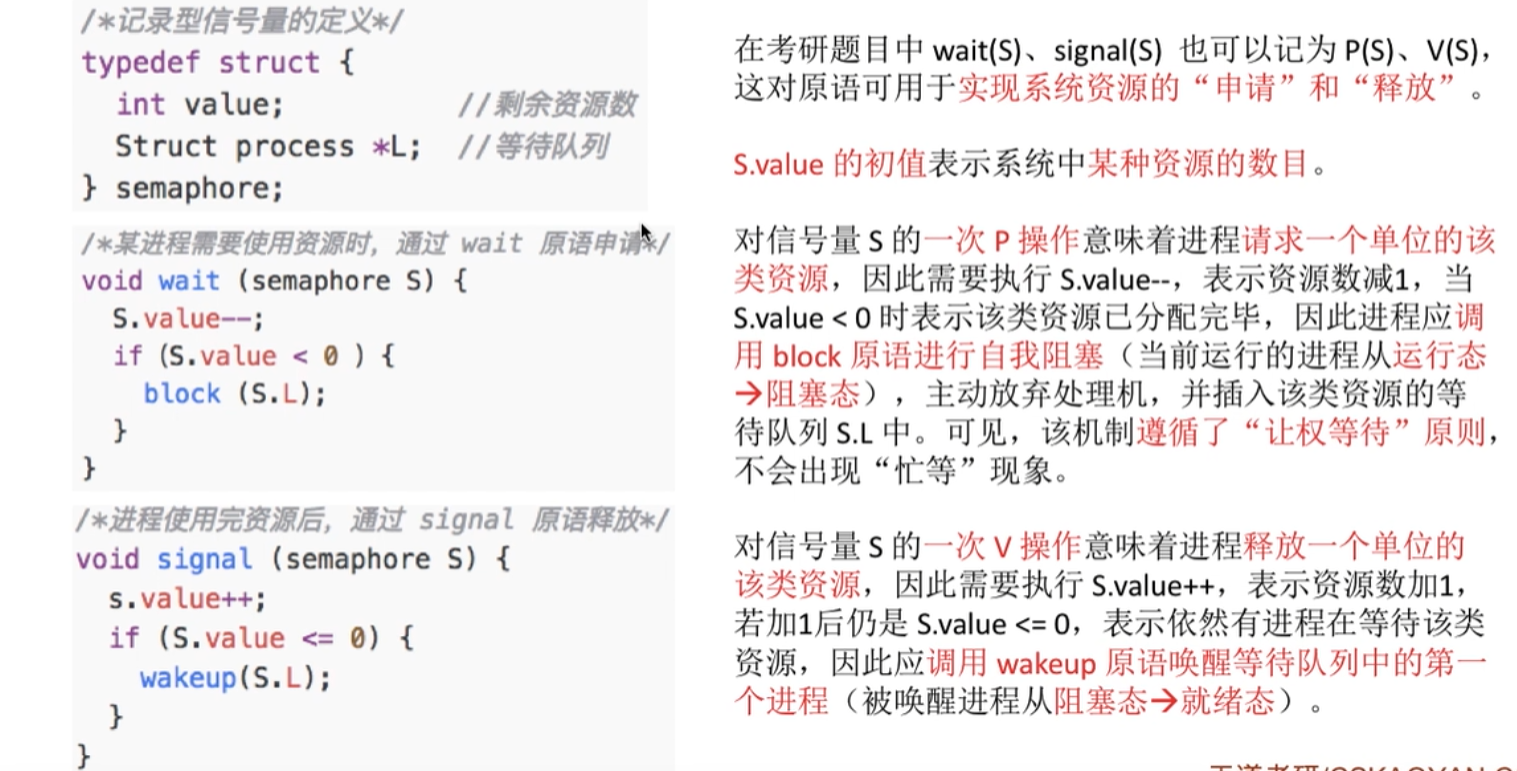 /*记录型信号量的定义*/
typedef struct {
int value; //剩余资源数
Struct process *L; //等待队列
} semaphore;
/*某进程需要使用资源时，通过 wait 原语申请*/
void wait (semaphore S) {
S.value--;
if (S.value < 0 ) {
block (S.L);
}
}
/*进程使用完资源后，通过 signal 原语释放*/
void signal (semaphore S) {
s.value++;
if (S.value <= 0) {
wakeup(S.L);
}
}
在考研题目中 wait(S)、signal(S) 也可以记为 P(S)、V(S)，
这对原语可用于实现系统资源的“申请”和“释放”。
S.value 的初值表示系统中某种资源的数目。
对信号量 S 的一次 P 操作意味着进程请求一个单位的该
类资源，因此需要执行 S.value--，表示资源数减1，当
S.value < 0 时表示该类资源已分配完毕，因此进程应调
用 block 原语进行自我阻塞（当前运行的进程从运行态
→阻塞态），主动放弃处理机，并插入该类资源的等
待队列 S.L 中。可见，该机制遵循了“让权等待”原则，
不会出现“忙等”现象。
对信号量 S 的一次 V 操作意味着进程释放一个单位的
该类资源，因此需要执行 S.value++，表示资源数加1，
若加1后仍是 S.value <= 0，表示依然有进程在等待该类
资源，因此应调用 wakeup 原语唤醒等待队列中的第一
个进程（被唤醒进程从阻塞态→就绪态）。